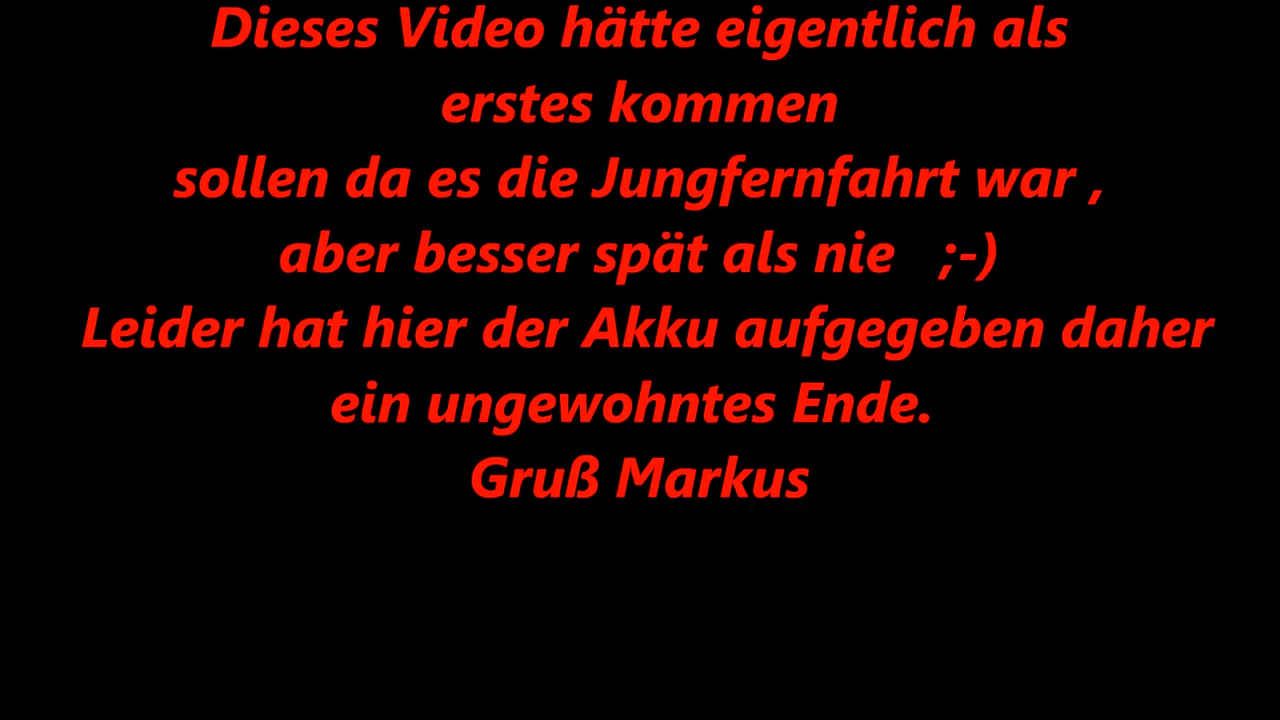 Dieses Video hätte eigentlich als
erstes kommen
sollen da es die Jungfernfahrt war ,
aber besser spät als nie   ;-)
Leider hat hier der Akku aufgegeben daher
ein ungewohntes Ende.
Gruß Markus